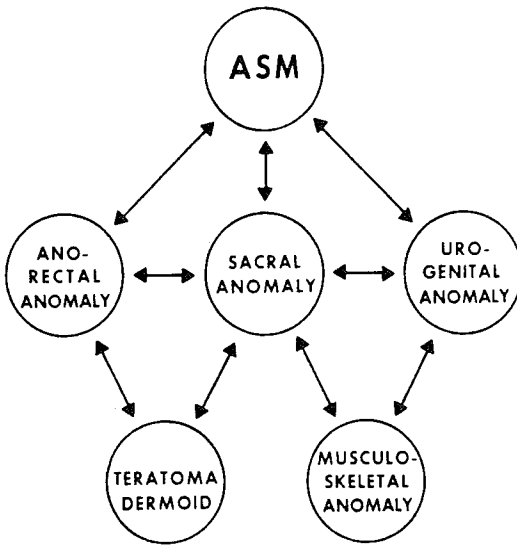 ASM
ANO-
RECTAL
ANOMALY
SACRAL
ANOMALY
URO-
GENITAL
ANOMALY
TERATOMA
DERMOID
MUSCULO-
SKELETAL
ANOMALY